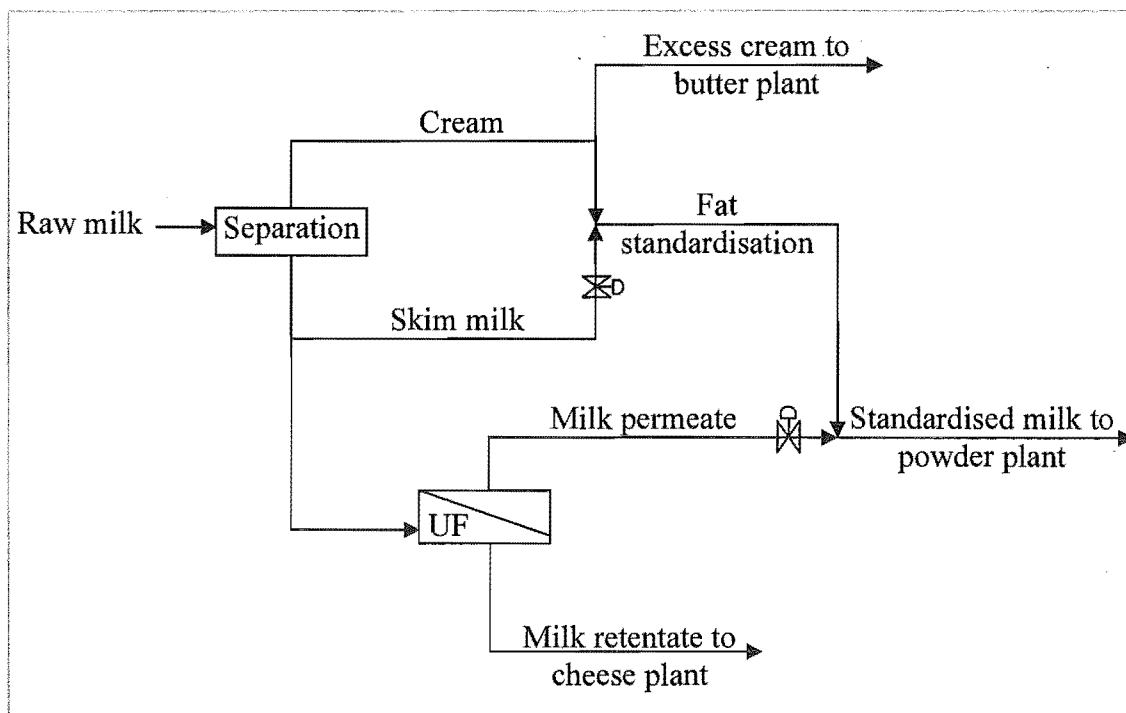 Excess cream to
butter plant
Cream
Raw milk
Separation
Fat
standardisation
Skim milk
Milk permeate
Standardised milk to
powder plant
UF
Milk retentate to
cheese plant